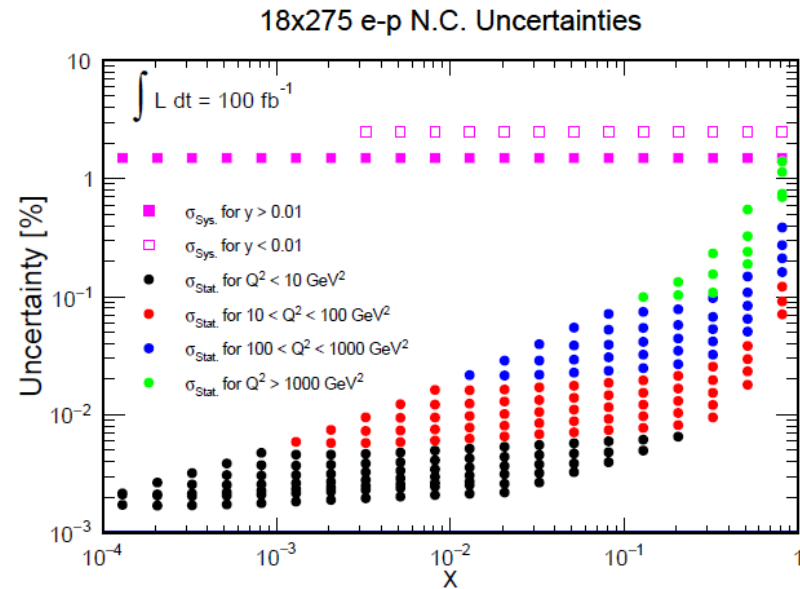 18x275 e-p N.C. Uncertainties
10
∫ L dt = 100 fb⁻¹
1
σSys. for y > 0.01
σSys. for y < 0.01
σStat. for Q² < 10 GeV²
10⁻¹
σStat. for 10 < Q² < 100 GeV²
σStat. for 100 < Q² < 1000 GeV²
σStat. for Q² > 1000 GeV²
10⁻²
10⁻³
Uncertainty [%]
10⁻⁴ 10⁻³ 10⁻² 10⁻¹ 1
X